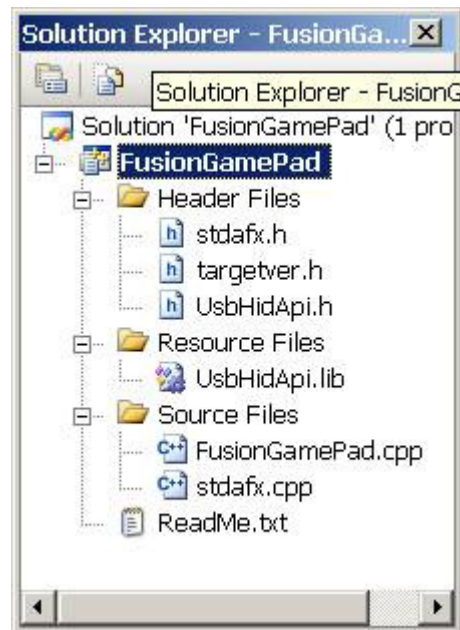 Solution Explorer - FusionGa...
Solution Explorer - FusionG
Solution 'FusionGamePad' (1 pro
FusionGamePad
Header Files
stdafx.h
targetver.h
UsbHidApi.h
Resource Files
UsbHidApi.lib
Source Files
FusionGamePad.cpp
stdafx.cpp
ReadMe.txt